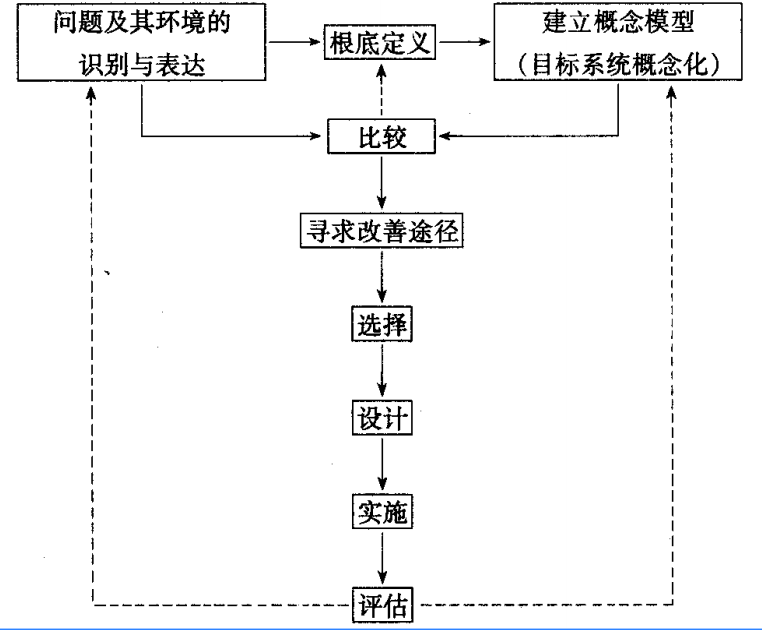 问题及其环境的
识别与表达
根底定义
建立概念模型
（目标系统概念化）
比较
寻求改善途径
选择
设计
实施
评估